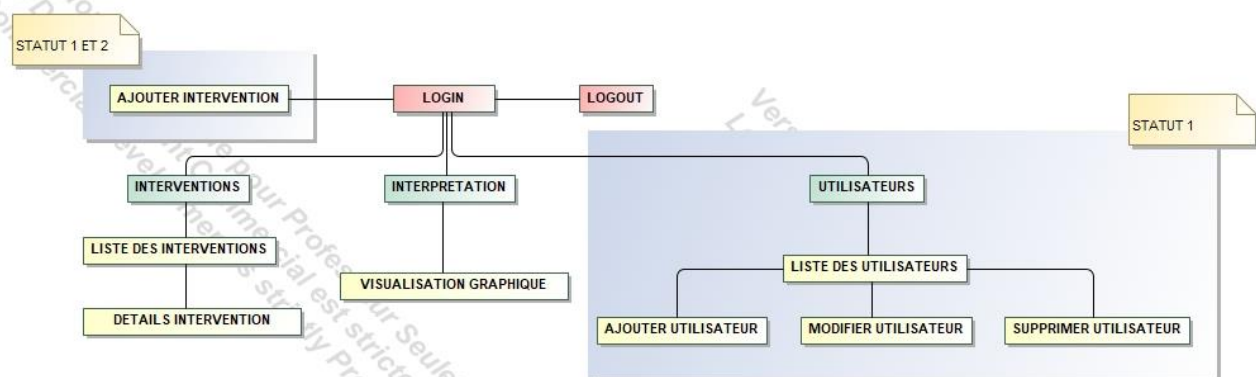 STATUT 1 ET 2
AJOUTER INTERVENTION
LOGIN
LOGOUT
STATUT 1
INTERVENTIONS
INTERPRETATION
UTILISATEURS
LISTE DES INTERVENTIONS
LISTE DES UTILISATEURS
VISUALISATION GRAPHIQUE
DETAILS INTERVENTION
AJOUTER UTILISATEUR
MODIFIER UTILISATEUR
SUPPRIMER UTILISATEUR